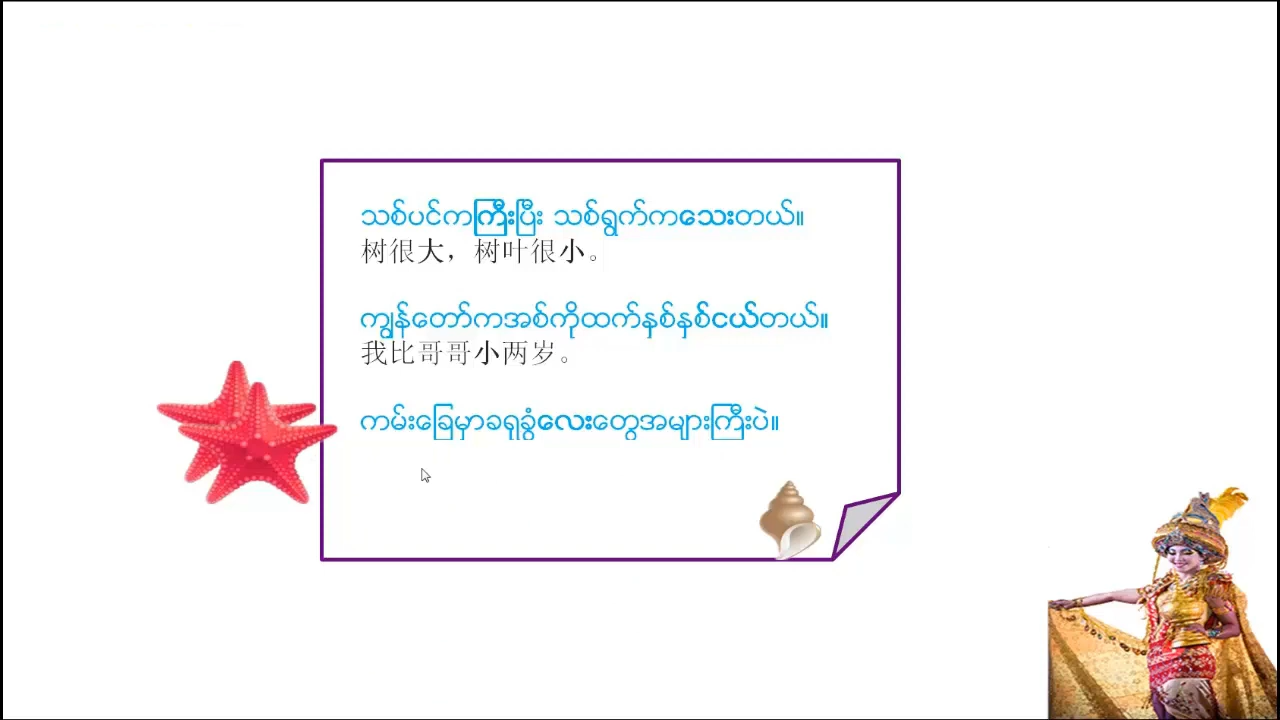 သစ်ပင်ကကြီးပြီး သစ်ရွက်ကသေးတယ်။
树很大，树叶很小。
ကျွန်တော်ကအစ်ကိုထက်နှစ်နှစ်ငယ်တယ်။
我比哥哥小两岁。
ကမ်းခြေမှာခရုခွံလေးတွေအများကြီးပဲ။